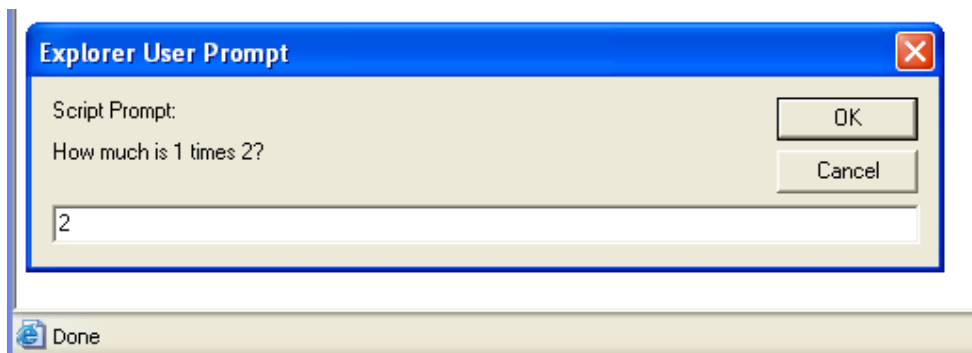 Explorer User Prompt
Script Prompt:
OK
How much is 1 times 2?
Cancel
2
Done